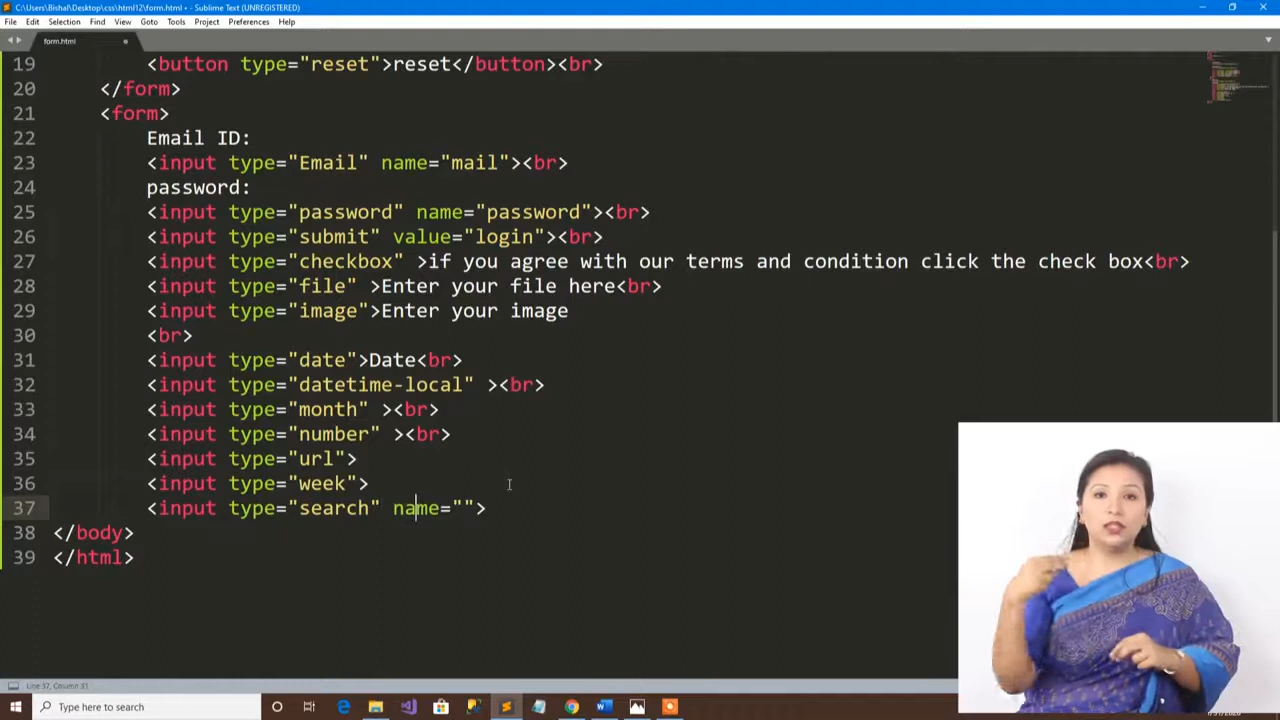 C:\Users\Bishal\Desktop\css\html12\form.html • - Sublime Text (UNREGISTERED)
File Edit Selection Find View Goto Tools Project Preferences Help
form.html
19 <button type="reset">reset</button><br>
20 </form>
21 <form>
22 Email ID:
23 <input type="Email" name="mail"><br>
24 password:
25 <input type="password" name="password"><br>
26 <input type="submit" value="login"><br>
27 <input type="checkbox" >if you agree with our terms and condition click the check box<br>
28 <input type="file" >Enter your file here<br>
29 <input type="image">Enter your image
30 <br>
31 <input type="date">Date<br>
32 <input type="datetime-local" ><br>
33 <input type="month" ><br>
34 <input type="number" ><br>
35 <input type="url">
36 <input type="week">
37 <input type="search" name="">
38 </body>
39 </html>
Line 37, Column 31
Type here to search